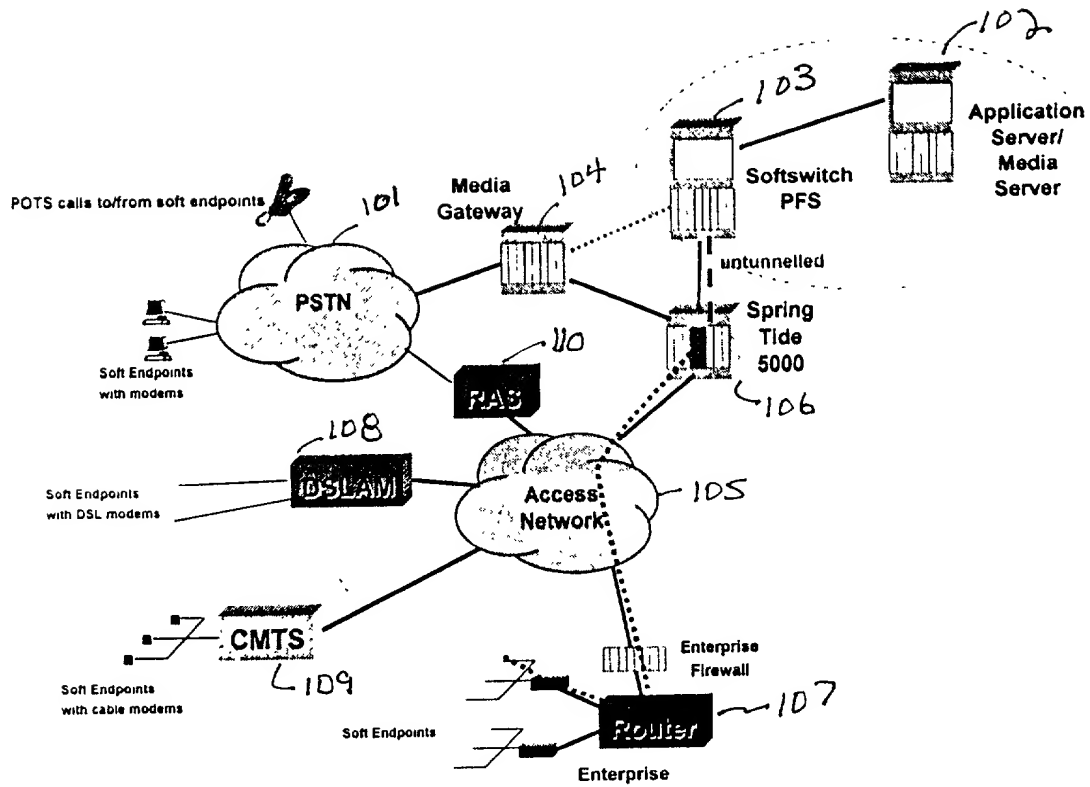 102
103
Application
Server/
Media
Server
Softswitch
PFS
Media
Gateway
104
POTS calls to/from soft endpoints
101
untunnelled
PSTN
Spring
Tide
5000
106
110
RAS
Soft Endpoints
with modems
108
DSLAM
Soft Endpoints
with DSL modems
Access
Network
105
CMTS
109
Soft Endpoints
with cable modems
Enterprise
Firewall
107
Router
Soft Endpoints
Enterprise